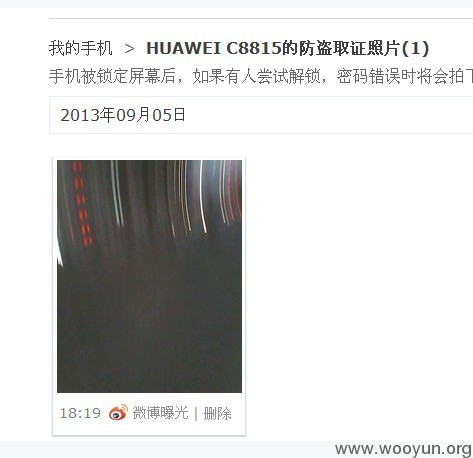 我的手机 > HUAWEI C8815的防盗取证照片(1)
手机被锁定屏幕后，如果有人尝试解锁，密码错误时将会拍下
2013年09月05日
18:19 微博曝光 | 删除
www.wooyun.org